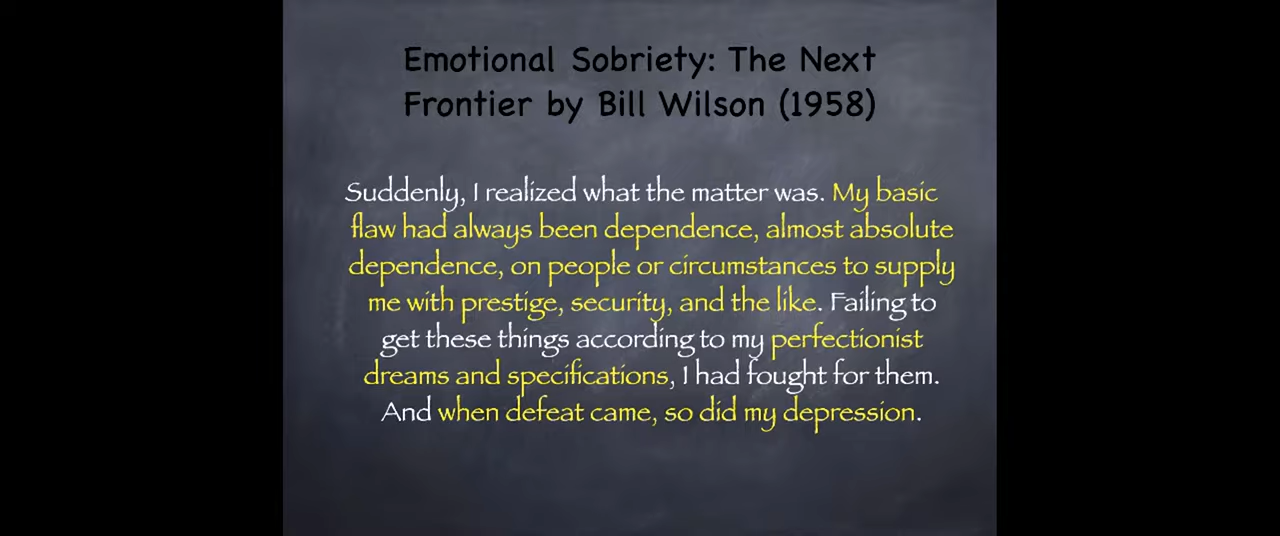 Emotional Sobriety: The Next
Frontier by Bill Wilson (1958)
Suddenly, I realized what the matter was. My basic
flaw had always been dependence, almost absolute
dependence, on people or circumstances to supply
me with prestige, security, and the like. Failing to
get these things according to my perfectionist
dreams and specifications, I had fought for them.
And when defeat came, so did my depression.